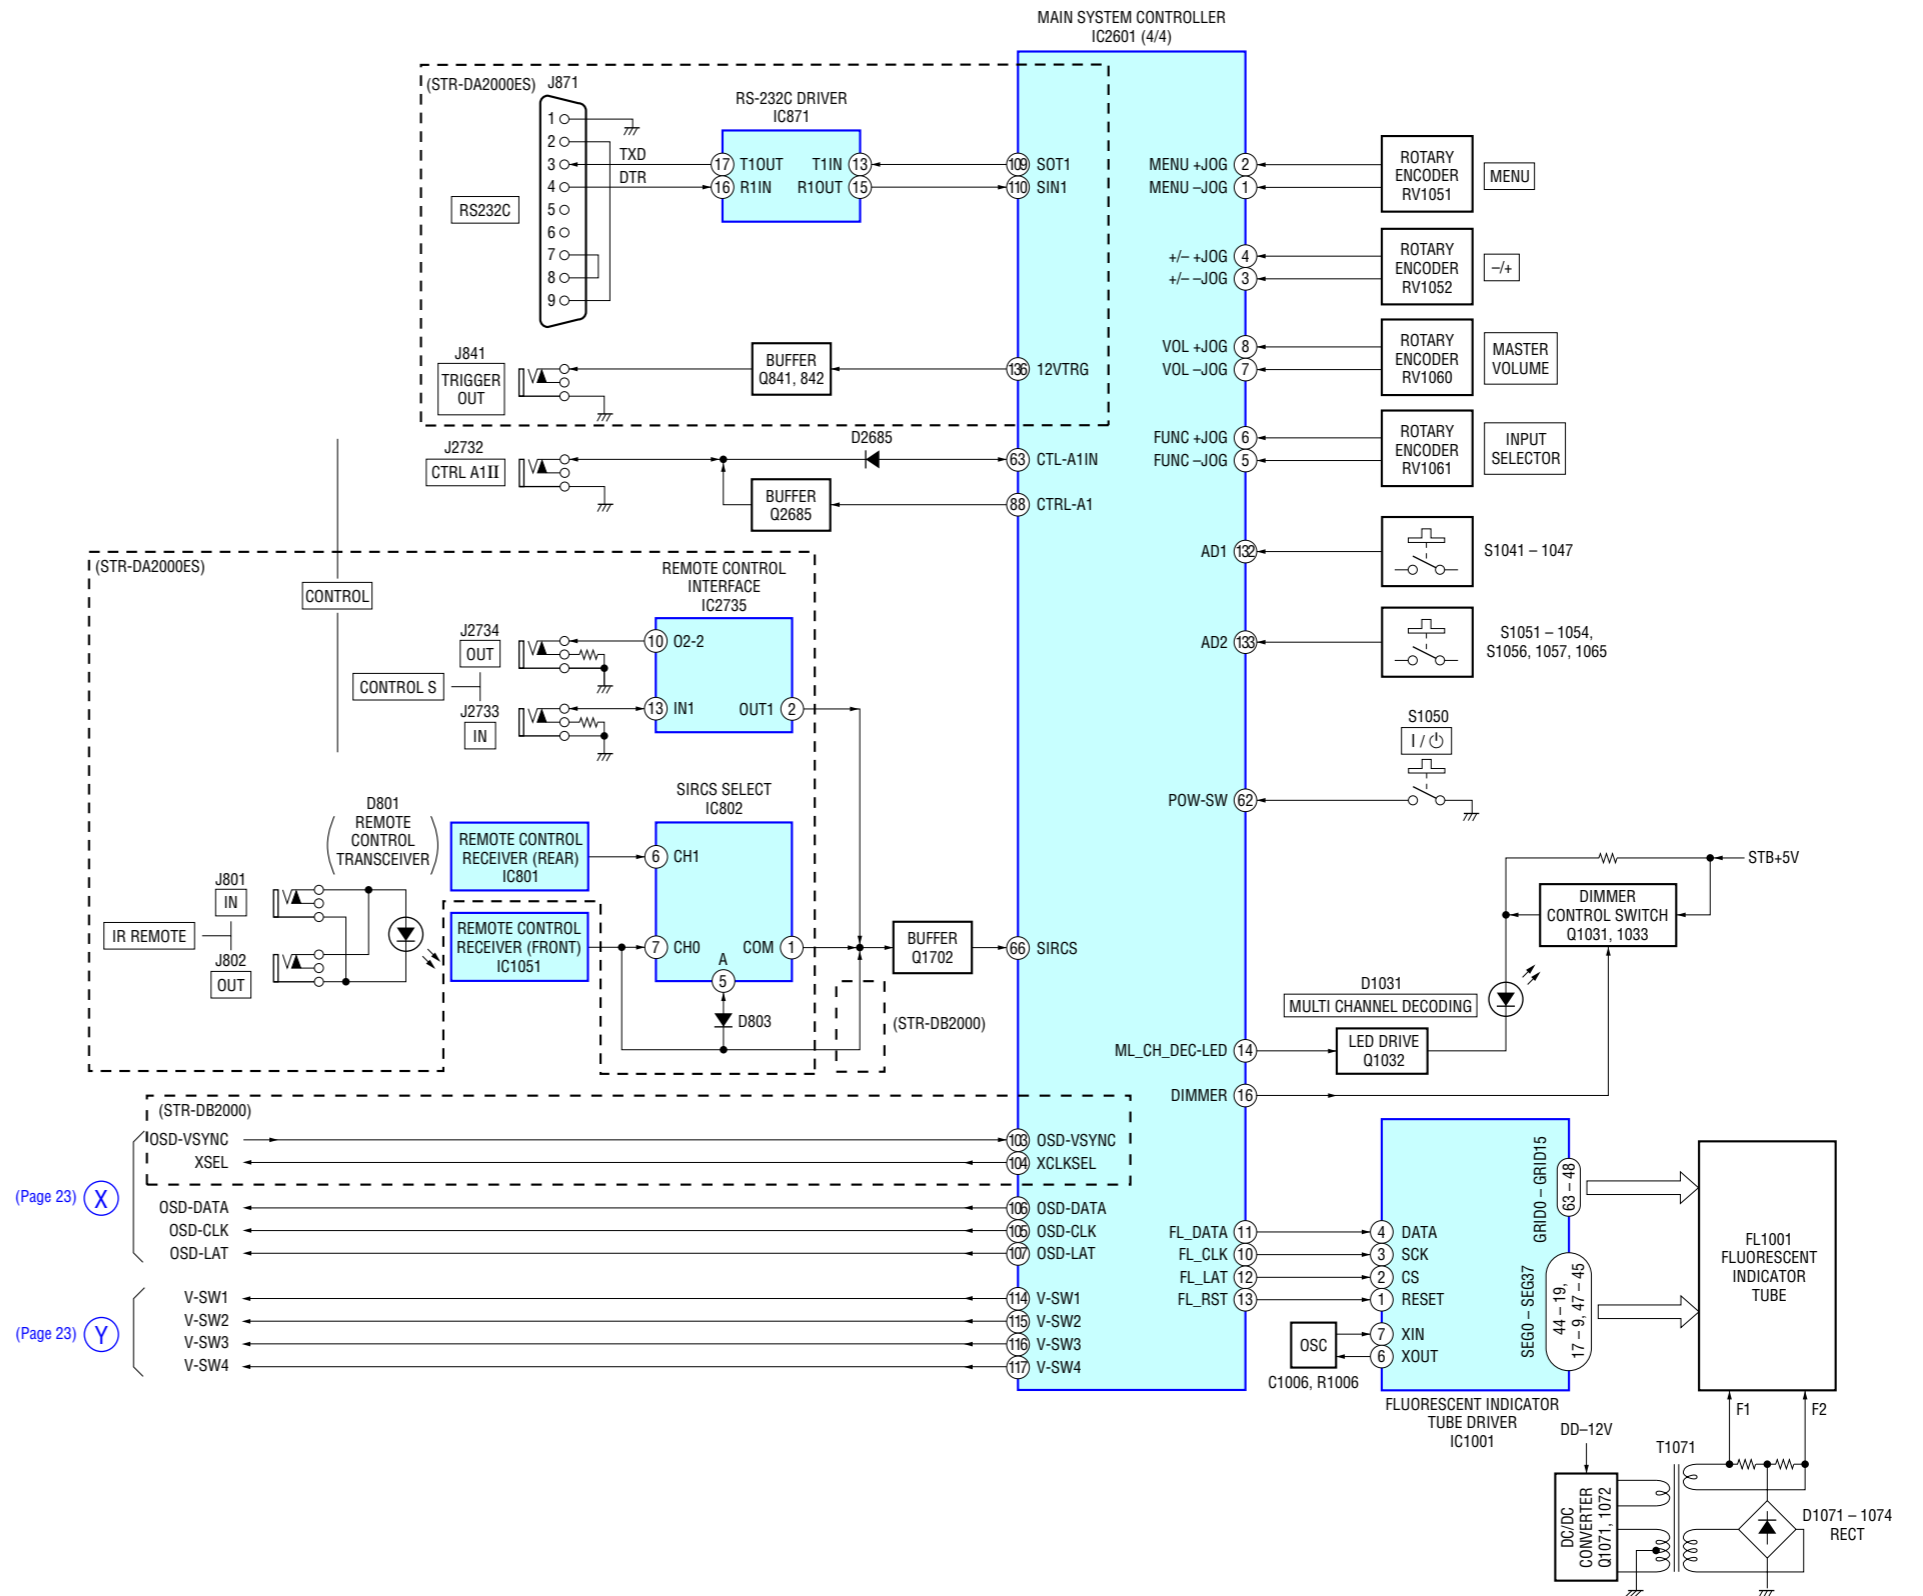 MAIN SYSTEM CONTROLLER
IC2601 (4/4)
(STR-DA2000ES)
J871
RS-232C DRIVER
IC871
1
2
3
4
5
6
7
8
9
TXD
DTR
RS232C
17 T1OUT
T1IN 13
16 R1IN
R1OUT 15
109 SOT1
110 SIN1
J841
TRIGGER
OUT
BUFFER
Q841, 842
136 12VTRG
J2732
CTRL A1II
D2685
BUFFER
Q2685
63 CTL-A1IN
88 CTRL-A1
MENU +JOG 2
MENU –JOG 1
ROTARY
ENCODER
RV1051
MENU
+/– +JOG 4
+/– –JOG 3
ROTARY
ENCODER
RV1052
–/+
VOL +JOG 8
VOL –JOG 7
ROTARY
ENCODER
RV1060
MASTER
VOLUME
FUNC +JOG 6
FUNC –JOG 5
ROTARY
ENCODER
RV1061
INPUT
SELECTOR
AD1 132
S1041 – 1047
AD2 133
S1051 – 1054,
S1056, 1057, 1065
S1050
I / ⏻
POW-SW 62
(STR-DA2000ES)
CONTROL
REMOTE CONTROL
INTERFACE
IC2735
J2734
OUT
10 O2-2
CONTROL S
J2733
IN
13 IN1
OUT1 2
SIRCS SELECT
IC802
D801
REMOTE
CONTROL
TRANSCEIVER
REMOTE CONTROL
RECEIVER (REAR)
IC801
6 CH1
J801
IN
IR REMOTE
J802
OUT
REMOTE CONTROL
RECEIVER (FRONT)
IC1051
7 CH0
COM 1
A
5
D803
BUFFER
Q1702
66 SIRCS
(STR-DB2000)
STB+5V
DIMMER
CONTROL SWITCH
Q1031, 1033
D1031
MULTI CHANNEL DECODING
ML_CH_DEC-LED 14
LED DRIVE
Q1032
DIMMER 16
(STR-DB2000)
OSD-VSYNC
103 OSD-VSYNC
XSEL
104 XCLKSEL
(Page 23) X
OSD-DATA
106 OSD-DATA
OSD-CLK
105 OSD-CLK
OSD-LAT
107 OSD-LAT
(Page 23) Y
V-SW1
114 V-SW1
V-SW2
115 V-SW2
V-SW3
116 V-SW3
V-SW4
117 V-SW4
FL_DATA 11
4 DATA
FL_CLK 10
3 SCK
FL_LAT 12
2 CS
FL_RST 13
1 RESET
OSC
7 XIN
6 XOUT
C1006, R1006
GRID0 – GRID15
63 – 48
SEG0 – SEG37
44 – 19,
17 – 9, 47 – 45
FLUORESCENT INDICATOR
TUBE DRIVER
IC1001
FL1001
FLUORESCENT
INDICATOR
TUBE
F1
F2
DD–12V
T1071
DC/DC
CONVERTER
Q1071, 1072
D1071 – 1074
RECT